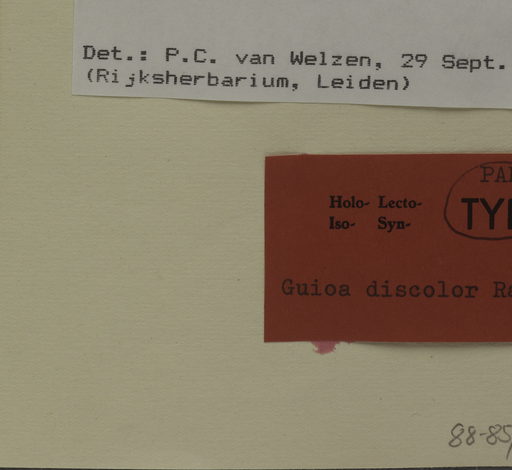 Det.: P.C. van Welzen, 29 Sept.
(Rijksherbarium, Leiden)
Holo- Lecto-
Iso- Syn-
Guioa discolor
88-85